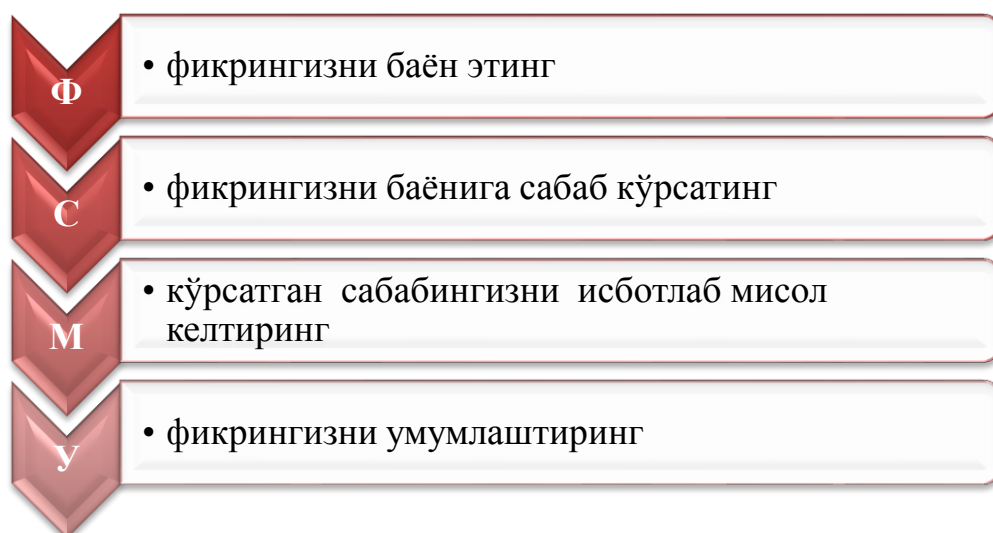 Ф
• фикрингизни баён этинг
С
• фикрингизни баёнига сабаб кўрсатинг
М
• кўрсатган сабабингизни исботлаб мисол
келтиринг
У
• фикрингизни умумлаштиринг